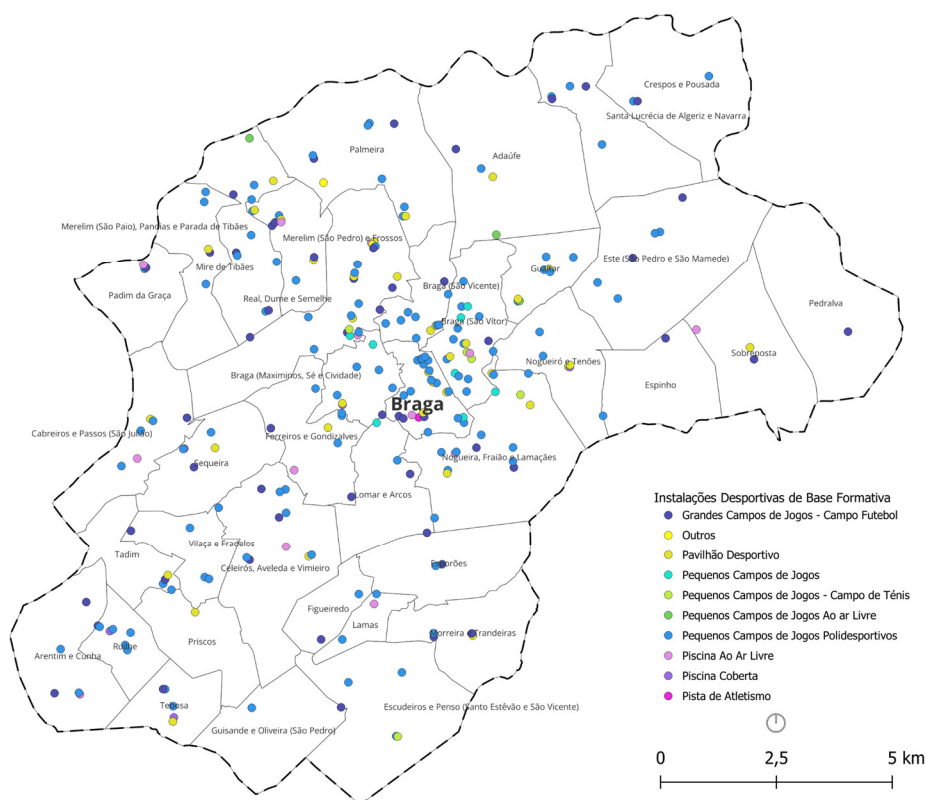 Crespos e Pousada
Santa Lucrécia de Algeriz e Navarra
Palmeira
Adaúfe
Merelim (São Paio), Panoias e Parada de Tibães
Merelim (São Pedro) e Frossos
Mire de Tibães
Gualtar
Este (São Pedro e São Mamede)
Padim da Graça
Real, Dume e Semelhe
Braga (São Vicente)
Pedralva
Braga (São Vítor)
Sobreposta
Nogueiró e Tenões
Braga (Maximinos, Sé e Cividade)
Espinho
Braga
Cabreiros e Passos (São Julião)
Ferreiros e Gondizalves
Nogueira, Fraião e Lamaçães
Sequeira
Lomar e Arcos
Vilaça e Fradelos
Tadim
Celeirós, Aveleda e Vimieiro
Esporões
Figueiredo
Lamas
Morreira e Trandeiras
Priscos
Ruilhe
Arentim e Cunha
Tebosa
Escudeiros e Penso (Santo Estêvão e São Vicente)
Guisande e Oliveira (São Pedro)
Instalações Desportivas de Base Formativa
Grandes Campos de Jogos - Campo Futebol
Outros
Pavilhão Desportivo
Pequenos Campos de Jogos
Pequenos Campos de Jogos - Campo de Ténis
Pequenos Campos de Jogos Ao ar Livre
Pequenos Campos de Jogos Polidesportivos
Piscina Ao Ar Livre
Piscina Coberta
Pista de Atletismo
0 2,5 5 km